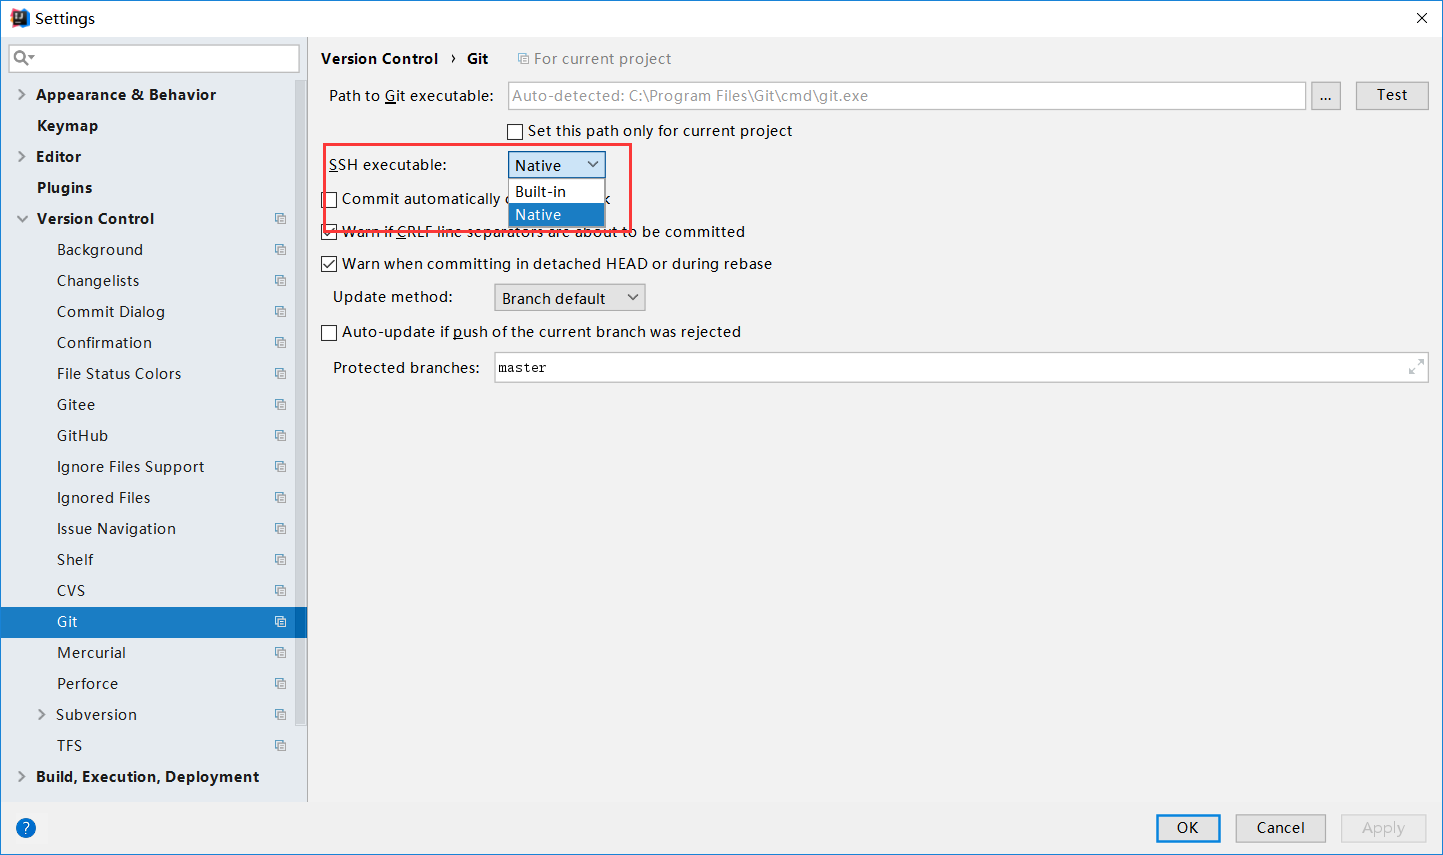 Settings
Appearance & Behavior
Keymap
Editor
Plugins
Version Control
Background
Changelists
Commit Dialog
Confirmation
File Status Colors
Gitee
GitHub
Ignore Files Support
Ignored Files
Issue Navigation
Shelf
CVS
Git
Mercurial
Perforce
Subversion
TFS
Build, Execution, Deployment
Version Control › Git For current project
Path to Git executable: Auto-detected: C:\Program Files\Git\cmd\git.exe ... Test
Set this path only for current project
SSH executable: Native
Built-in
Native
Commit automatically
Warn if CRLF line separators are about to be committed
Warn when committing in detached HEAD or during rebase
Update method: Branch default
Auto-update if push of the current branch was rejected
Protected branches: master
? OK Cancel Apply